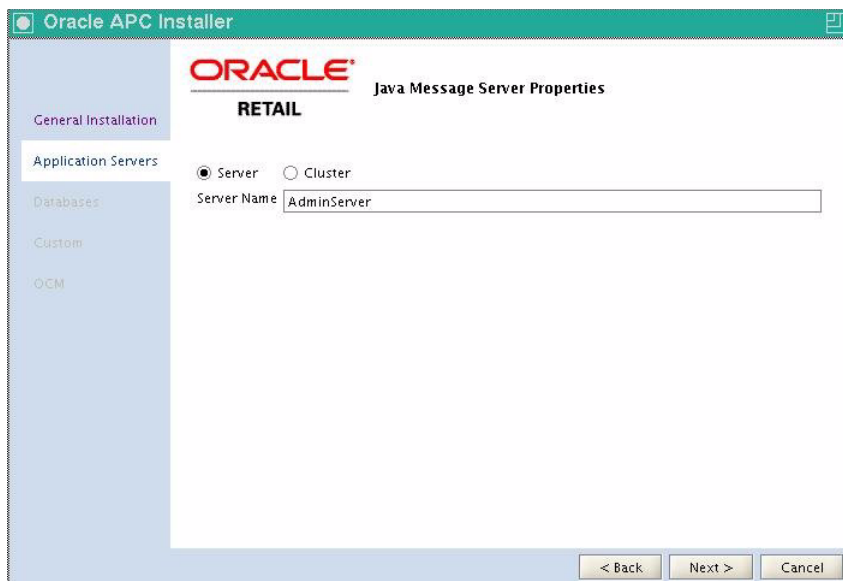 Oracle APC Installer
General Installation
Application Servers
Databases
Custom
OCM
ORACLE®
RETAIL
Java Message Server Properties
Server
Cluster
Server Name
AdminServer
< Back
Next >
Cancel